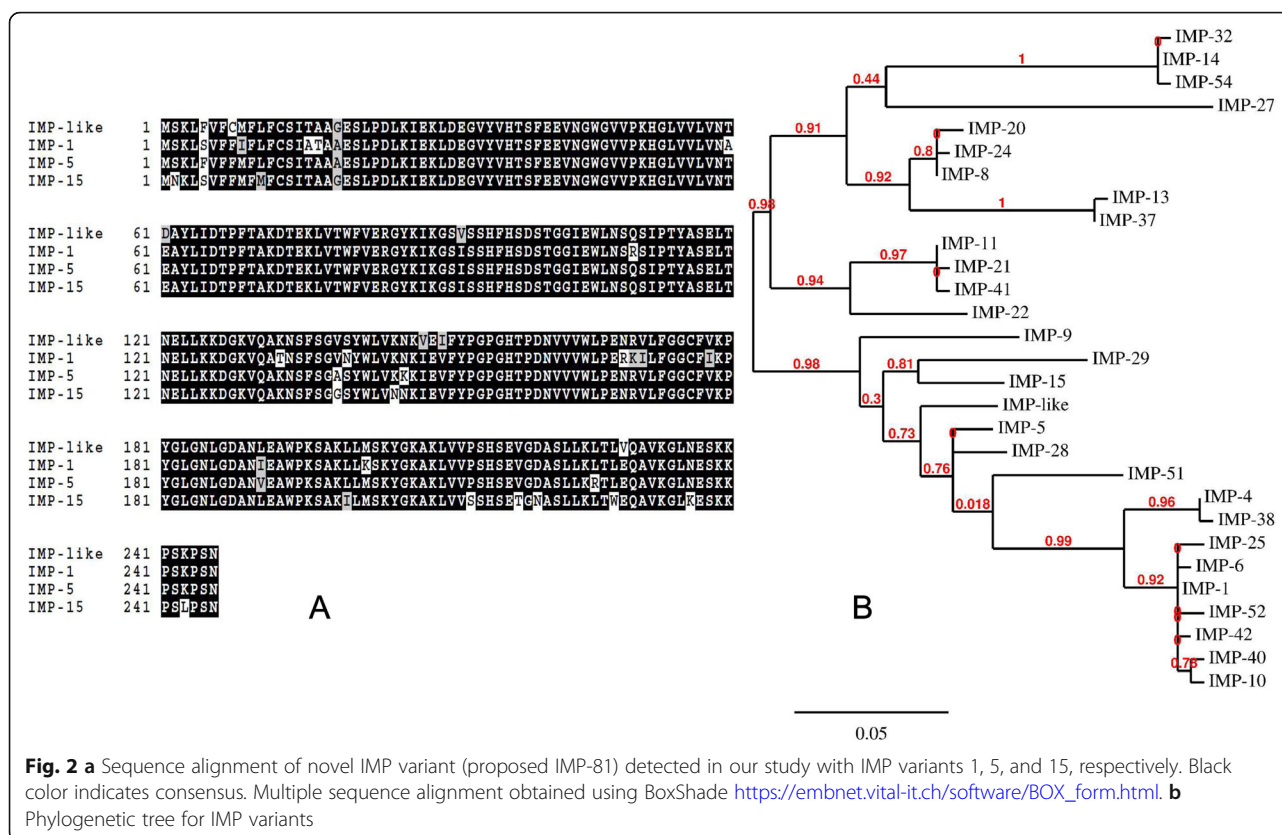 IMP-like 1 MSKLFVFCMFLFCSITAAGESLPDLKIEKLDEGVYVHTSFEEVNGWGVVPKHGLVVLVNT
IMP-1 1 MSKLSVFFIFLFCSIATAAESLPDLKIEKLDEGVYVHTSFEEVNGWGVVPKHGLVVLVNA
IMP-5 1 MSKLFVFFMFLFCSITAAAESLPDLKIEKLDEGVYVHTSFEEVNGWGVVPKHGLVVLVNT
IMP-15 1 MNKLSVFFMFMFCSITAAGESLPDLKIEKLDEGVYVHTSFEEVNGWGVVPKHGLVVLVNT
IMP-like 61 DAYLIDTPFTAKDTEKLVTWFVERGYKIKGSVSSHFHSDSTGGIEWLNSQSIPTYASELT
IMP-1 61 EAYLIDTPFTAKDTEKLVTWFVERGYKIKGSISSHFHSDSTGGIEWLNSRSIPTYASELT
IMP-5 61 EAYLIDTPFTAKDTEKLVTWFVERGYKIKGSISSHFHSDSTGGIEWLNSQSIPTYASELT
IMP-15 61 EAYLIDTPFTAKDTEKLVTWFVERGYKIKGSISSHFHSDSTGGIEWLNSQSIPTYASELT
IMP-like 121 NELLKKDGKVQAKNSFSGVSYWLVKNKVEIFYPGPGHTPDNVVVWLPENRVLFGGCFVKP
IMP-1 121 NELLKKDGKVQATNSFSGVNYWLVKNKIEVFYPGPGHTPDNVVVWLPERKILFGGCFIKP
IMP-5 121 NELLKKDGKVQAKNSFSGASYWLVKKKIEVFYPGPGHTPDNVVVWLPENRVLFGGCFVKP
IMP-15 121 NELLKKDGKVQAKNSFSGGSYWLVNNKIEVFYPGPGHTPDNVVVWLPENRVLFGGCFVKP
IMP-like 181 YGLGNLGDANLEAWPKSAKLLMSKYGKAKLVVPSHSEVGDASLLKLTLVQAVKGLNESKK
IMP-1 181 YGLGNLGDANIEAWPKSAKLLKSKYGKAKLVVPSHSEVGDASLLKLTLEQAVKGLNESKK
IMP-5 181 YGLGNLGDANVEAWPKSAKLLMSKYGKAKLVVPSHSEVGDASLLKRTLEQAVKGLNESKK
IMP-15 181 YGLGNLGDANLEAWPKSAKILMSKYGKAKLVVSSHSETGNASLLKLTWEQAVKGLKESKK
IMP-like 241 PSKPSN
IMP-1 241 PSKPSN
IMP-5 241 PSKPSN
IMP-15 241 PSLPSN
A
0 IMP-32
1 IMP-14
0.44 IMP-54
IMP-27
0.91
0 IMP-20
0.8 IMP-24
0.92 IMP-8
1 IMP-13
IMP-37
0.98
0.97 IMP-11
0 IMP-21
0.94 IMP-41
IMP-22
0.98 IMP-9
0.81 IMP-29
0.3 IMP-15
0.73 IMP-like
0 IMP-5
0.76 IMP-28
0.018 IMP-51
0.96 IMP-4
0.99 IMP-38
0 IMP-25
0.92 IMP-6
IMP-1
0 IMP-52
0
0 IMP-42
0.78 IMP-40
IMP-10
B
0.05
Fig. 2 a Sequence alignment of novel IMP variant (proposed IMP-81) detected in our study with IMP variants 1, 5, and 15, respectively. Black
color indicates consensus. Multiple sequence alignment obtained using BoxShade https://embnet.vital-it.ch/software/BOX_form.html. b
Phylogenetic tree for IMP variants